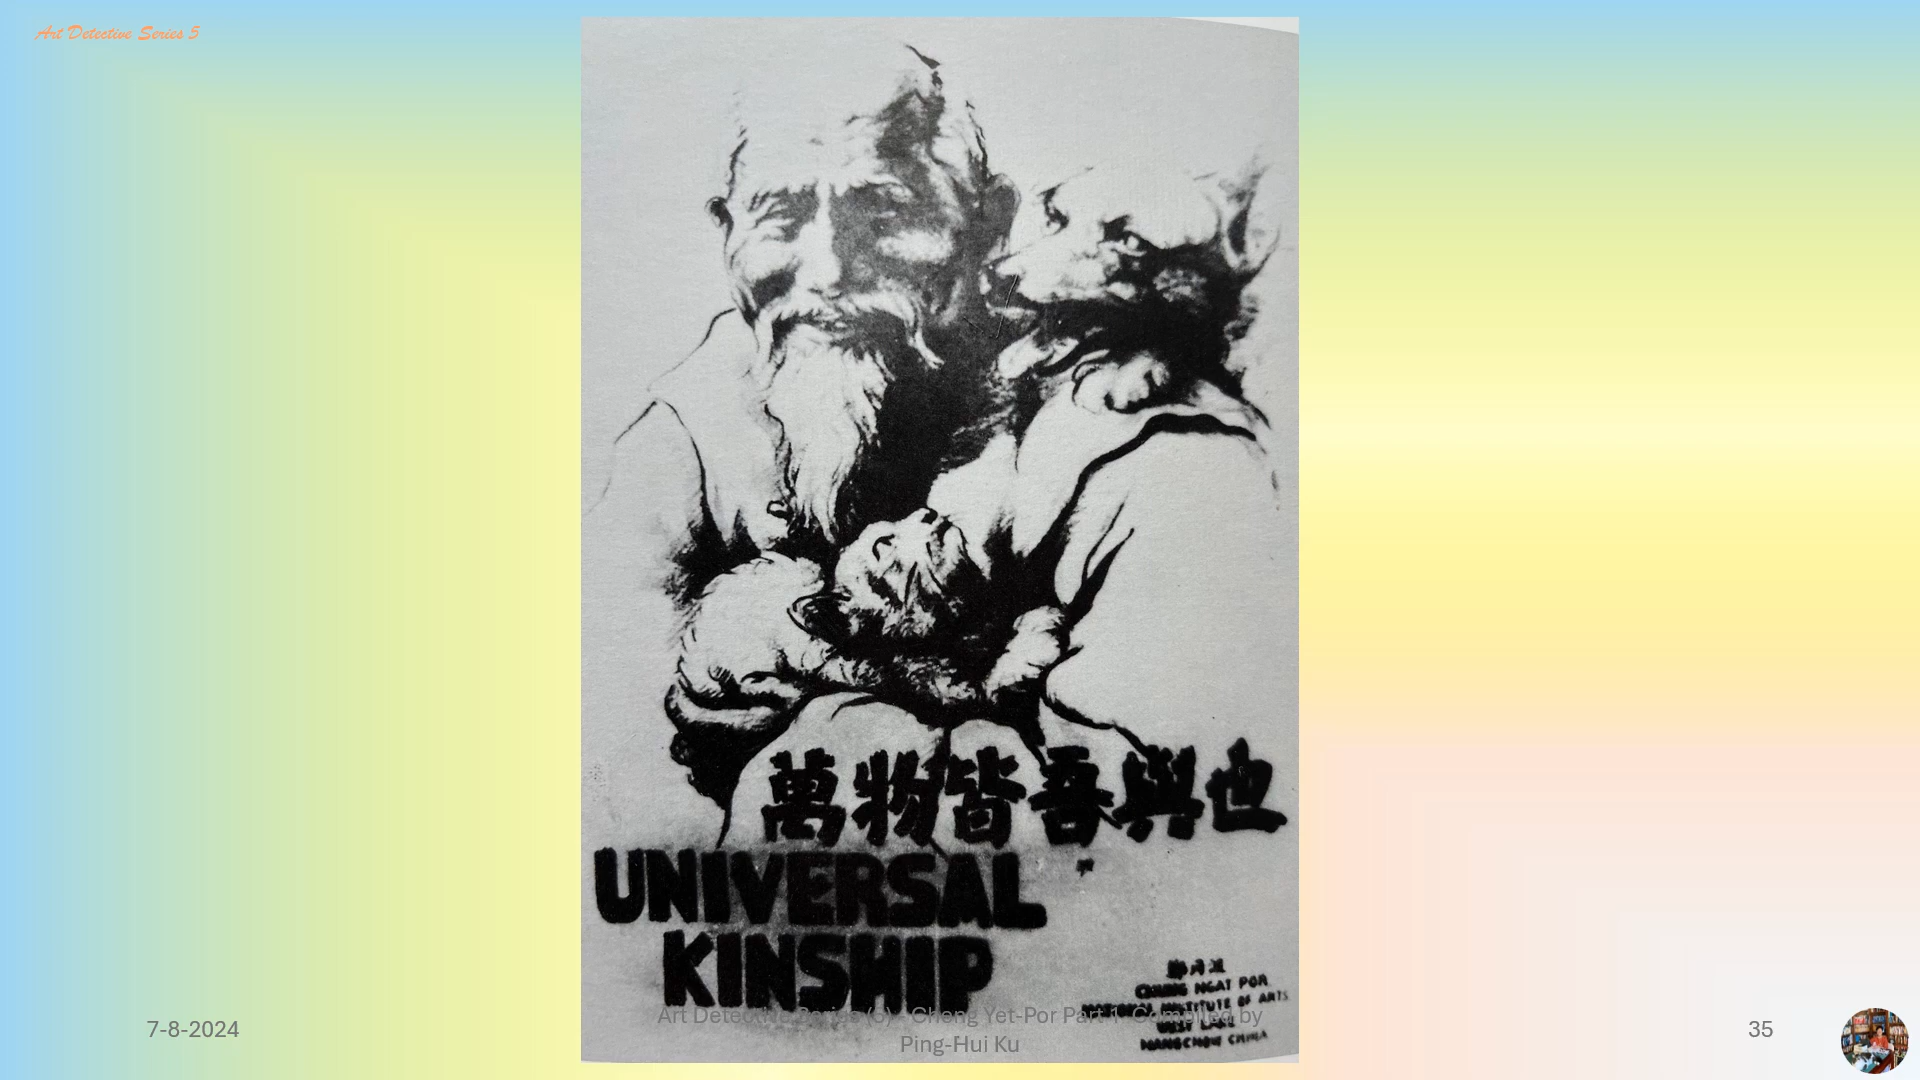 Art Detective Series 5
萬物皆吾與也
UNIVERSAL
KINSHIP
鄭月波
NGAT POR
NATIONAL INSTITUTE OF ARTS
WEST LAKE
HANGCHOW CHINA
7-8-2024
Art Detective Series Cheng Yet-Por Part 1 Compiled by
Ping-Hui Ku
35